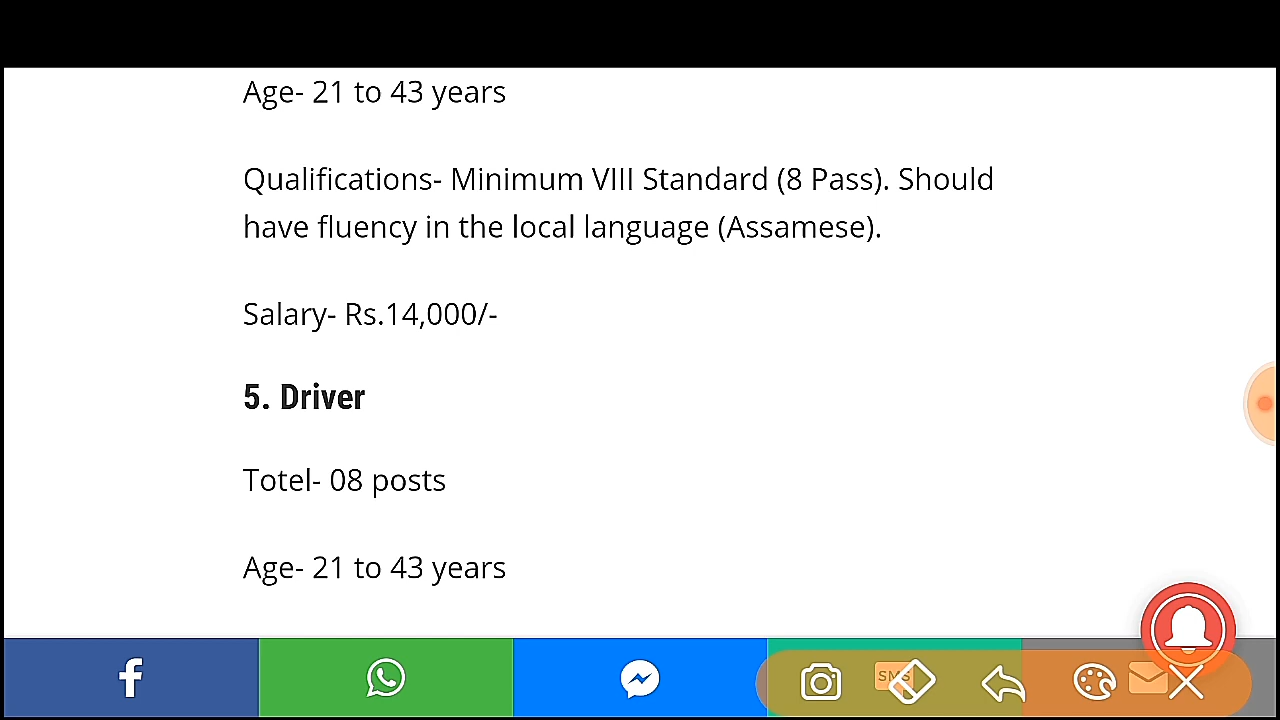 Age- 21 to 43 years
Qualifications- Minimum VIII Standard (8 Pass). Should
have fluency in the local language (Assamese).
Salary- Rs.14,000/-
5. Driver
Totel- 08 posts
Age- 21 to 43 years
SMS